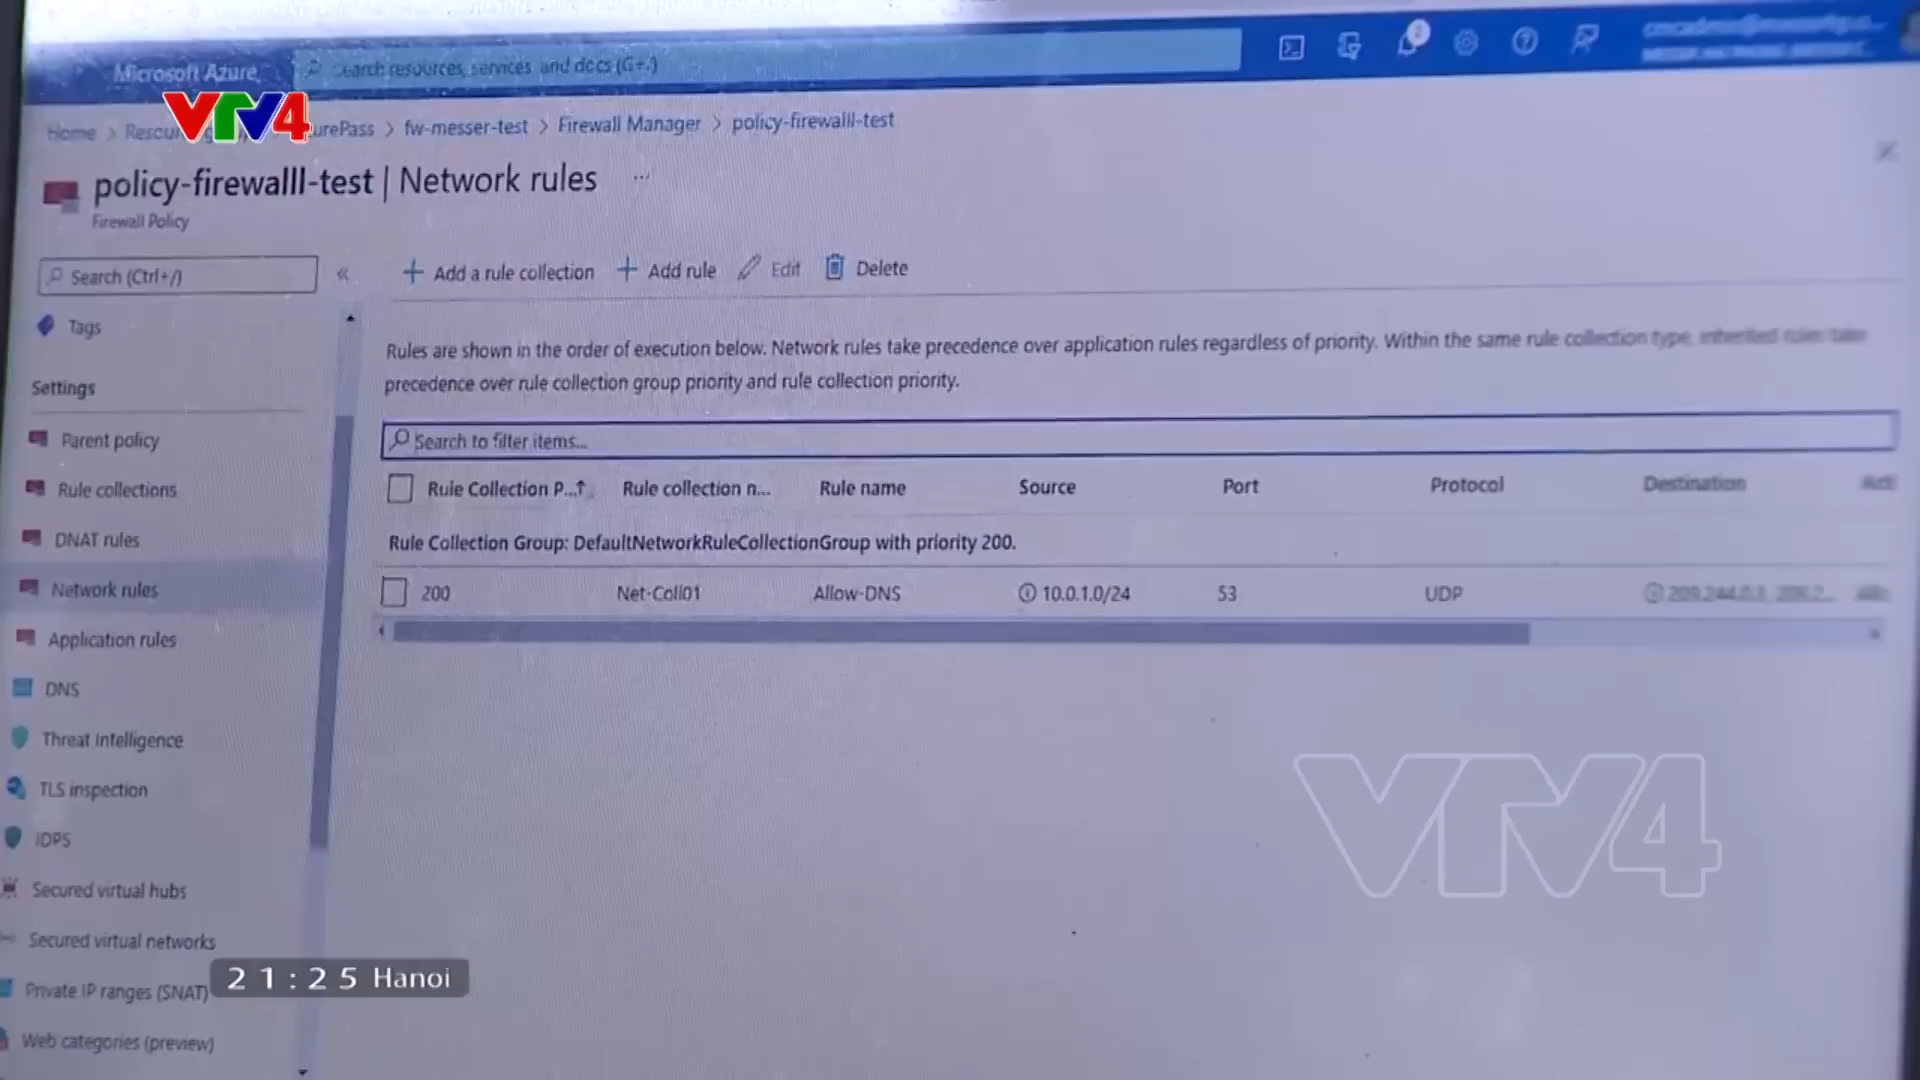 Microsoft Azure
Search resources, services, and docs (G+/)
VTV4
Home > > fw-messer-test > Firewall Manager > policy-firewalll-test
policy-firewalll-test | Network rules ...
Firewall Policy
Search (Ctrl+/) «
+ Add a rule collection + Add rule Edit Delete
Tags
Settings
Parent policy
Rule collections
DNAT rules
Network rules
Application rules
DNS
Threat Intelligence
TLS inspection
IDPS
Secured virtual hubs
Secured virtual networks
Private IP ranges (SNAT)
Web categories (preview)
Rules are shown in the order of execution below. Network rules take precedence over application rules regardless of priority. Within the same rule collection type, inherited rules take
precedence over rule collection group priority and rule collection priority.
Search to filter items...
Rule Collection P...↑ Rule collection n... Rule name Source Port Protocol Destination
Rule Collection Group: DefaultNetworkRuleCollectionGroup with priority 200.
200 Net-Coll01 Allow-DNS 10.0.1.0/24 53 UDP
VTV4
21:25 Hanoi